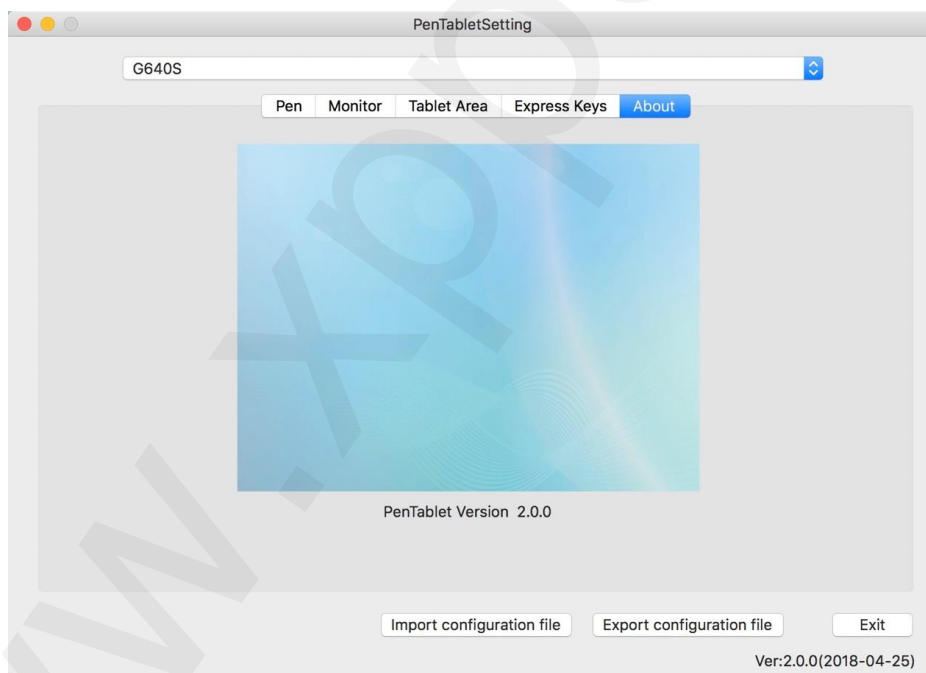 PenTabletSetting
G640S
Pen Monitor Tablet Area Express Keys About
PenTablet Version 2.0.0
Import configuration file Export configuration file Exit
Ver:2.0.0(2018-04-25)
w.xpp